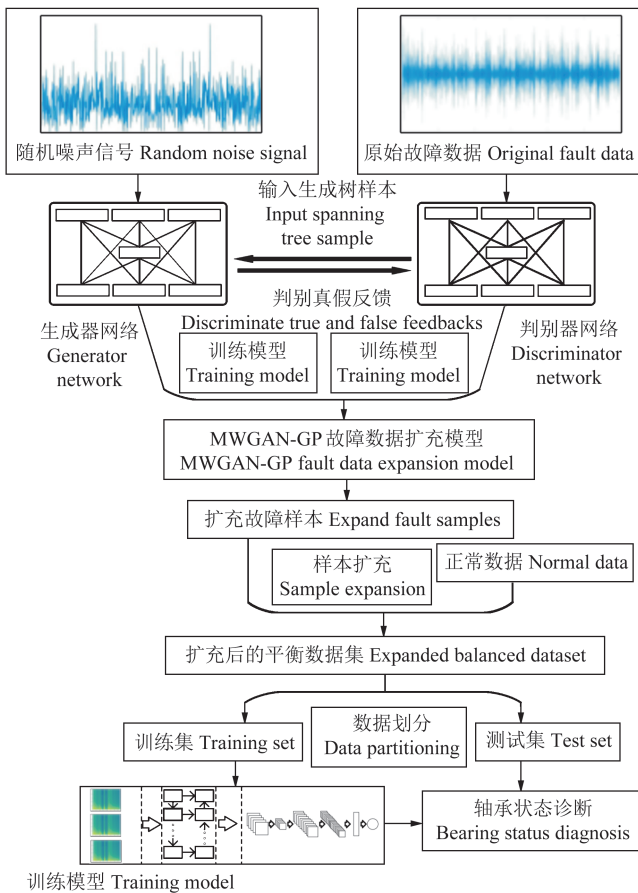 随机噪声信号 Random noise signal
原始故障数据 Original fault data
输入生成树样本
Input spanning
tree sample
判别真假反馈
Discriminate true and false feedbacks
生成器网络
Generator
network
判别器网络
Discriminator
network
训练模型
Training model
训练模型
Training model
MWGAN-GP 故障数据扩充模型
MWGAN-GP fault data expansion model
扩充故障样本 Expand fault samples
样本扩充
Sample expansion
正常数据 Normal data
扩充后的平衡数据集 Expanded balanced dataset
训练集 Training set
数据划分
Data partitioning
测试集 Test set
轴承状态诊断
Bearing status diagnosis
训练模型 Training model